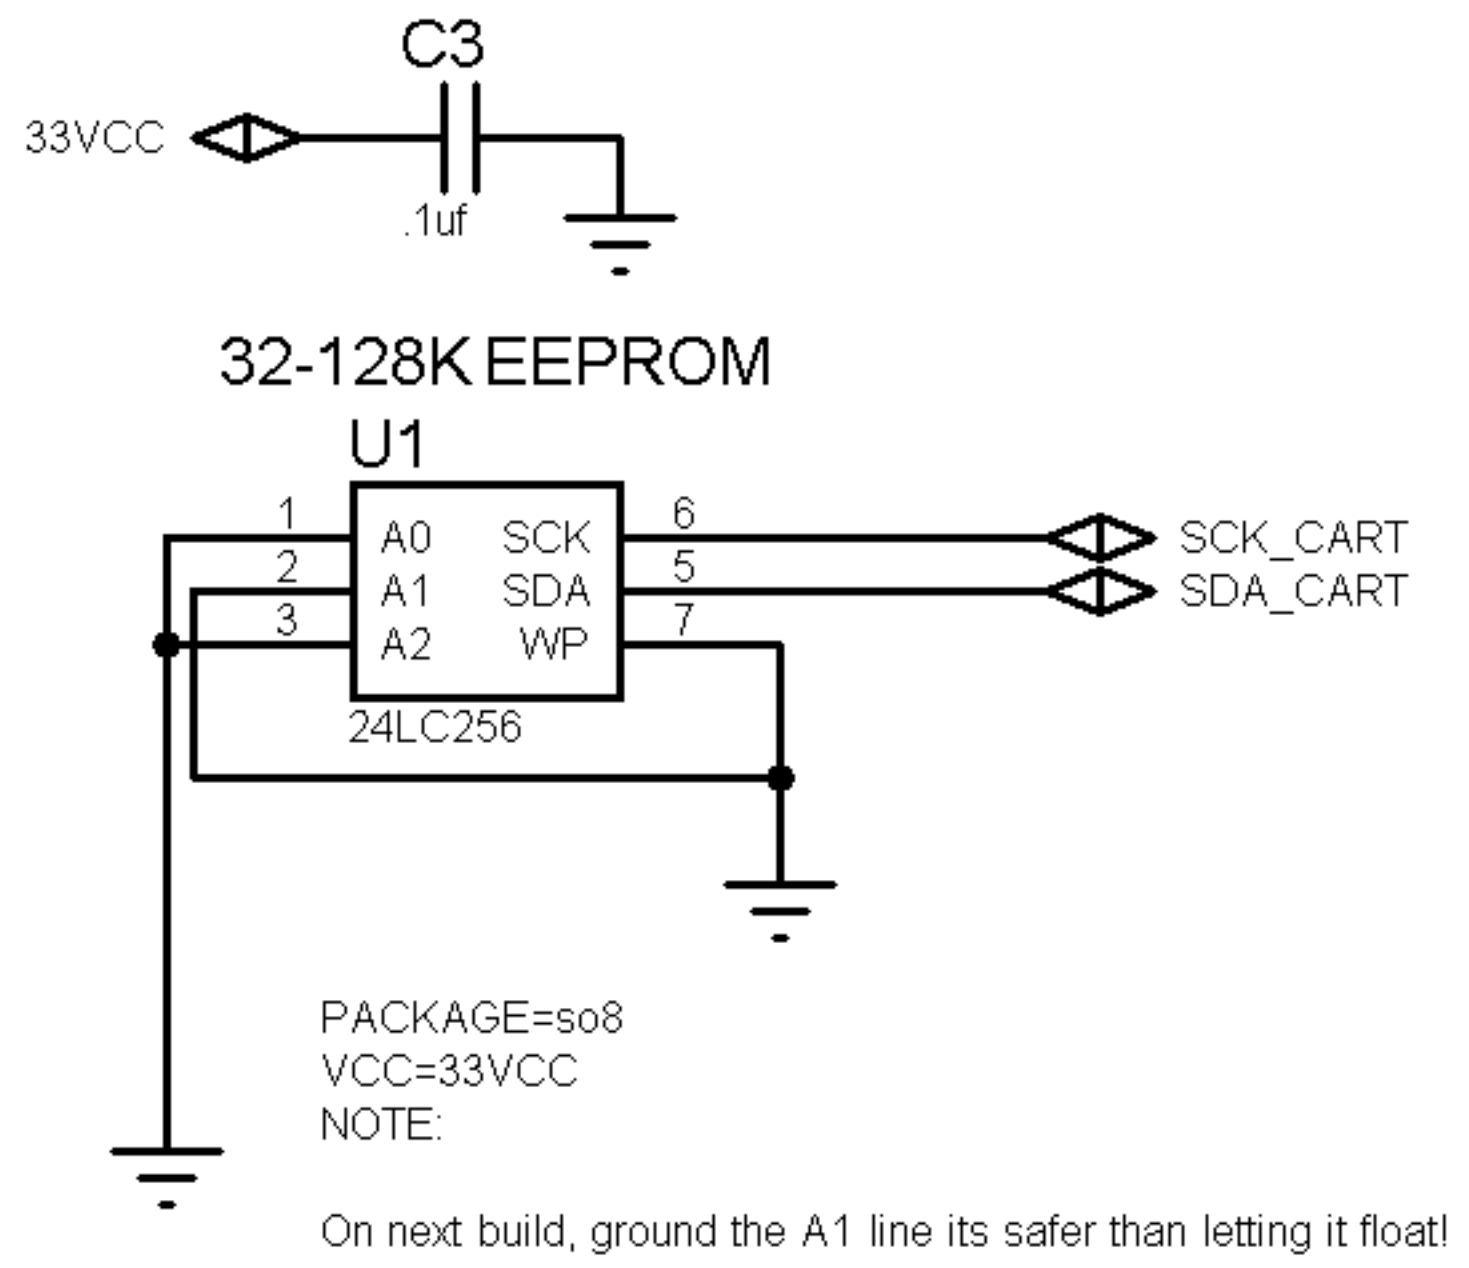 C3
33VCC
.1uf
32-128K EEPROM
U1
1 A0 SCK 6 SCK_CART
2 A1 SDA 5 SDA_CART
3 A2 WP 7
24LC256
PACKAGE=so8
VCC=33VCC
NOTE:
On next build, ground the A1 line its safer than letting it float!